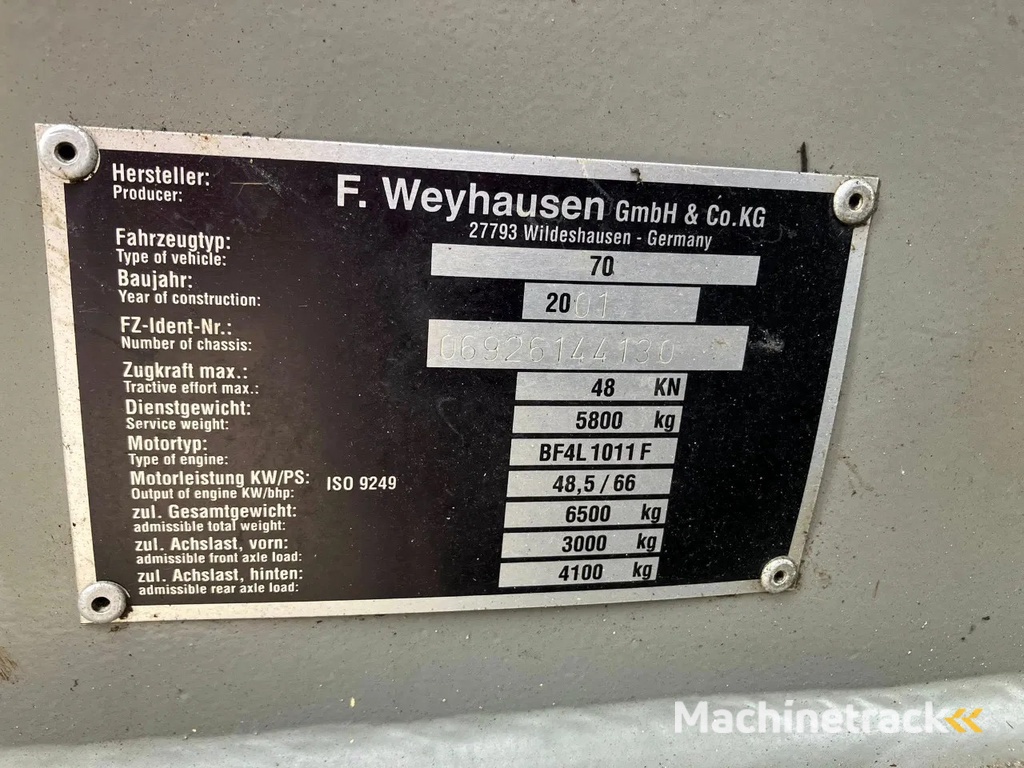 Hersteller:
Producer:
F. Weyhausen GmbH & Co.KG
27793 Wildeshausen - Germany
Fahrzeugtyp:
Type of vehicle:
70
Baujahr:
Year of construction:
2001
FZ-Ident-Nr.:
Number of chassis:
06926144130
Zugkraft max.:
Tractive effort max.:
48 KN
Dienstgewicht:
Service weight:
5800 kg
Motortyp:
Type of engine:
BF4L 1011 F
Motorleistung KW/PS: ISO 9249
Output of engine KW/bhp:
48,5 / 66
zul. Gesamtgewicht:
admissible total weight:
6500 kg
zul. Achslast, vorn:
admissible front axle load:
3000 kg
zul. Achslast, hinten:
admissible rear axle load:
4100 kg
Machinetrack